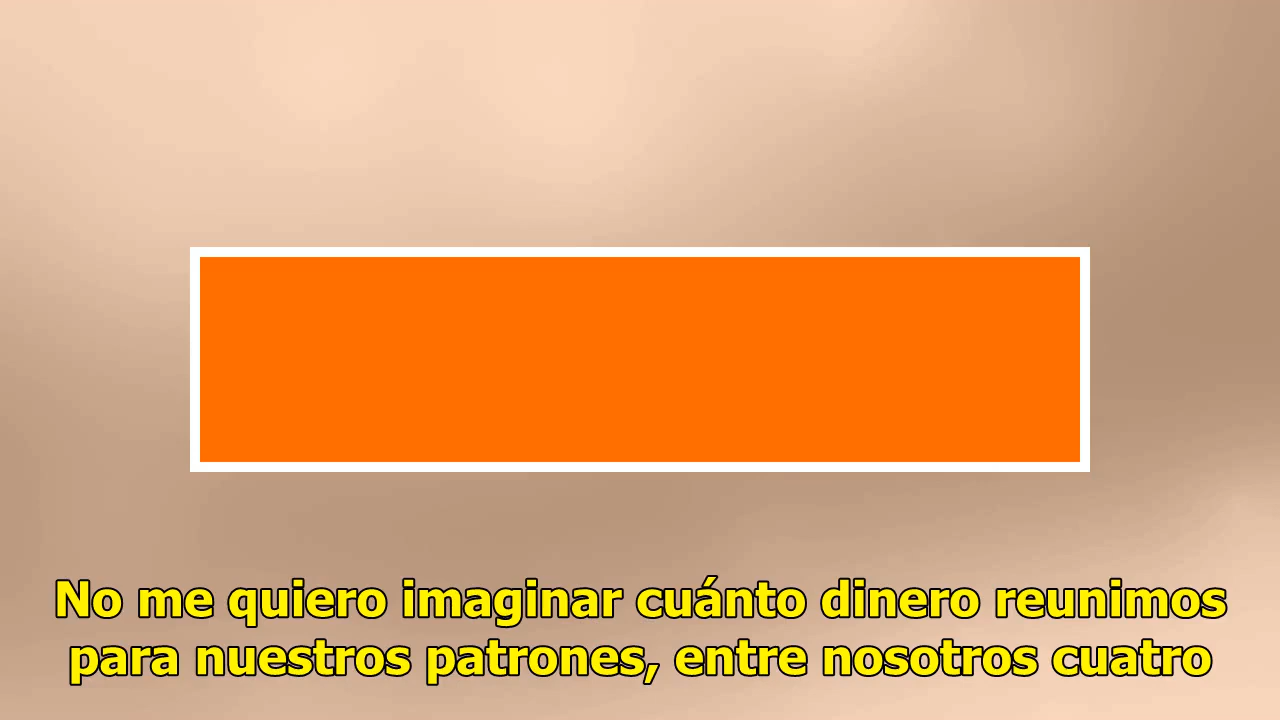 No me quiero imaginar cuánto dinero reunimos
para nuestros patrones, entre nosotros cuatro